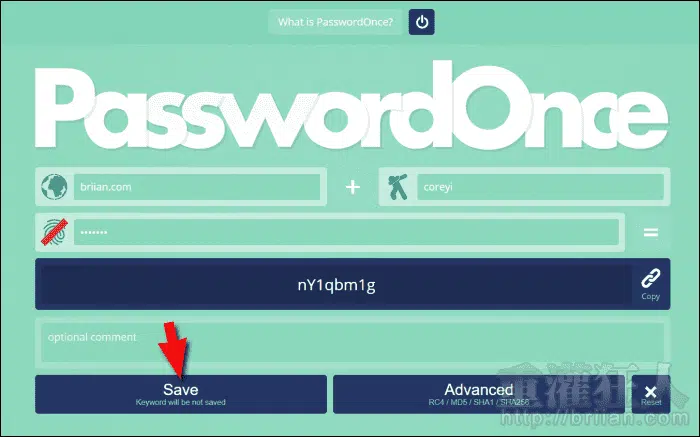 What is PasswordOnce?
PasswordOnce
briian.com
+
coreyi
•••••••
=
nY1qbm1g
Copy
optional comment
Save
Keyword will be not saved
Advanced
RC4 / MD5 / SHA1 / SHA256
Reset
重灌狂人
http://briian.com